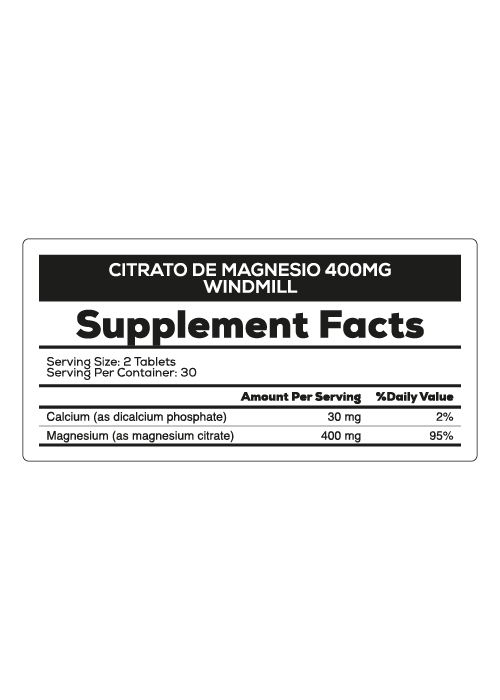 CITRATO DE MAGNESIO 400MG
WINDMILL
Supplement Facts
Serving Size: 2 Tablets
Serving Per Container: 30
Amount Per Serving %Daily Value
Calcium (as dicalcium phosphate) 30 mg 2%
Magnesium (as magnesium citrate) 400 mg 95%